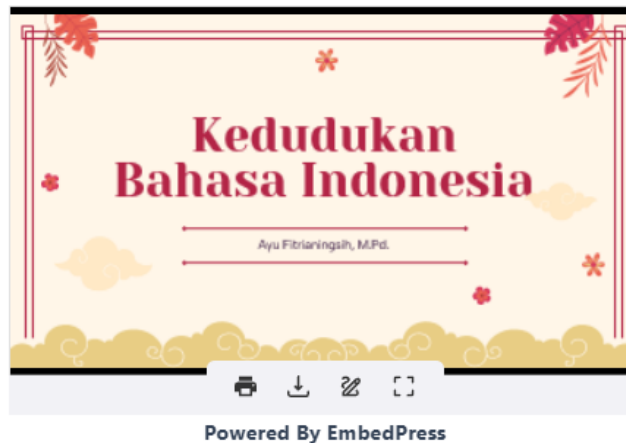 Kedudukan
Bahasa Indonesia
Ayu Fitrianingsih, M.Pd.
Powered By EmbedPress